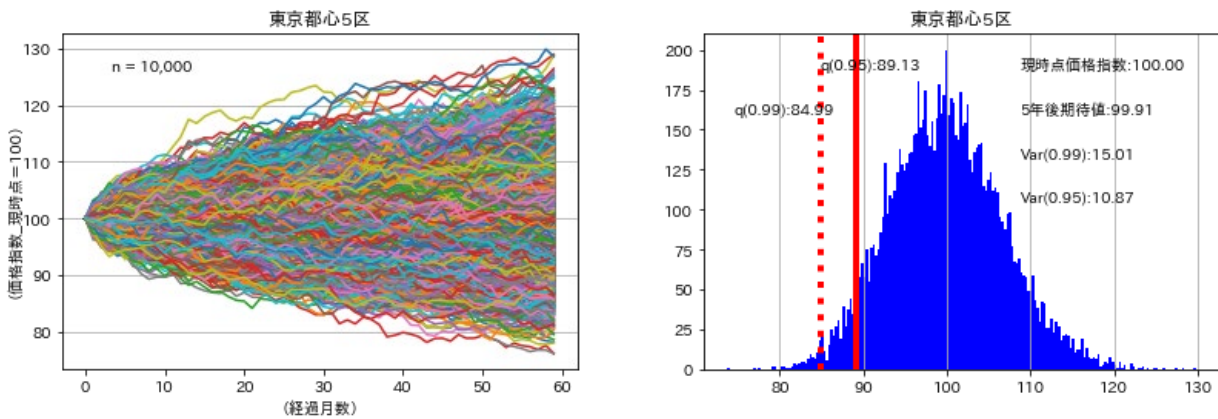 東京都心5区
130
120
110
100
90
80
n = 10,000
(価格指数_現時点=100)
0
10
20
30
40
50
60
(経過月数)
東京都心5区
200
175
150
125
100
75
50
25
0
q(0.95):89.13
q(0.99):84.99
現時点価格指数:100.00
5年後期待値:99.91
Var(0.99):15.01
Var(0.95):10.87
80
90
100
110
120
130